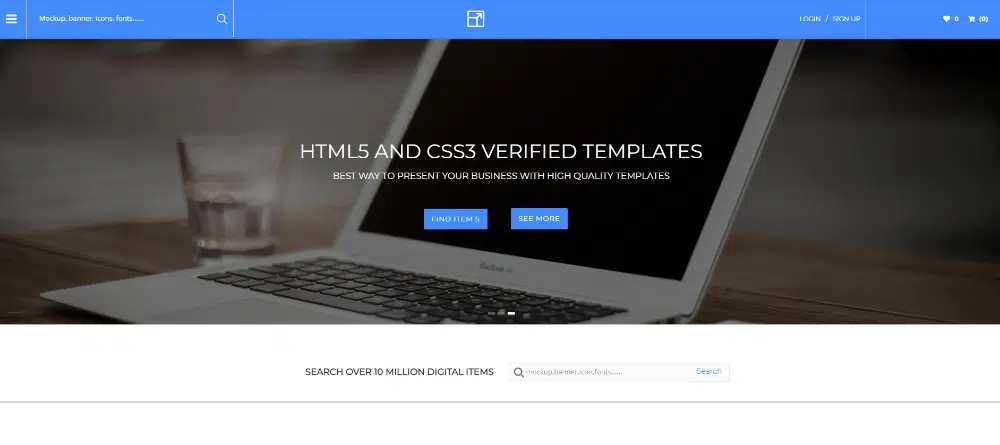 Mockup, banner, icons, fonts......
LOGIN / SIGN UP
0
(0)
HTML5 AND CSS3 VERIFIED TEMPLATES
BEST WAY TO PRESENT YOUR BUSINESS WITH HIGH QUALITY TEMPLATES
FIND ITEM S
SEE MORE
MacBook Air
SEARCH OVER 10 MILLION DIGITAL ITEMS
mockup,banner,icon,fonts......
Search